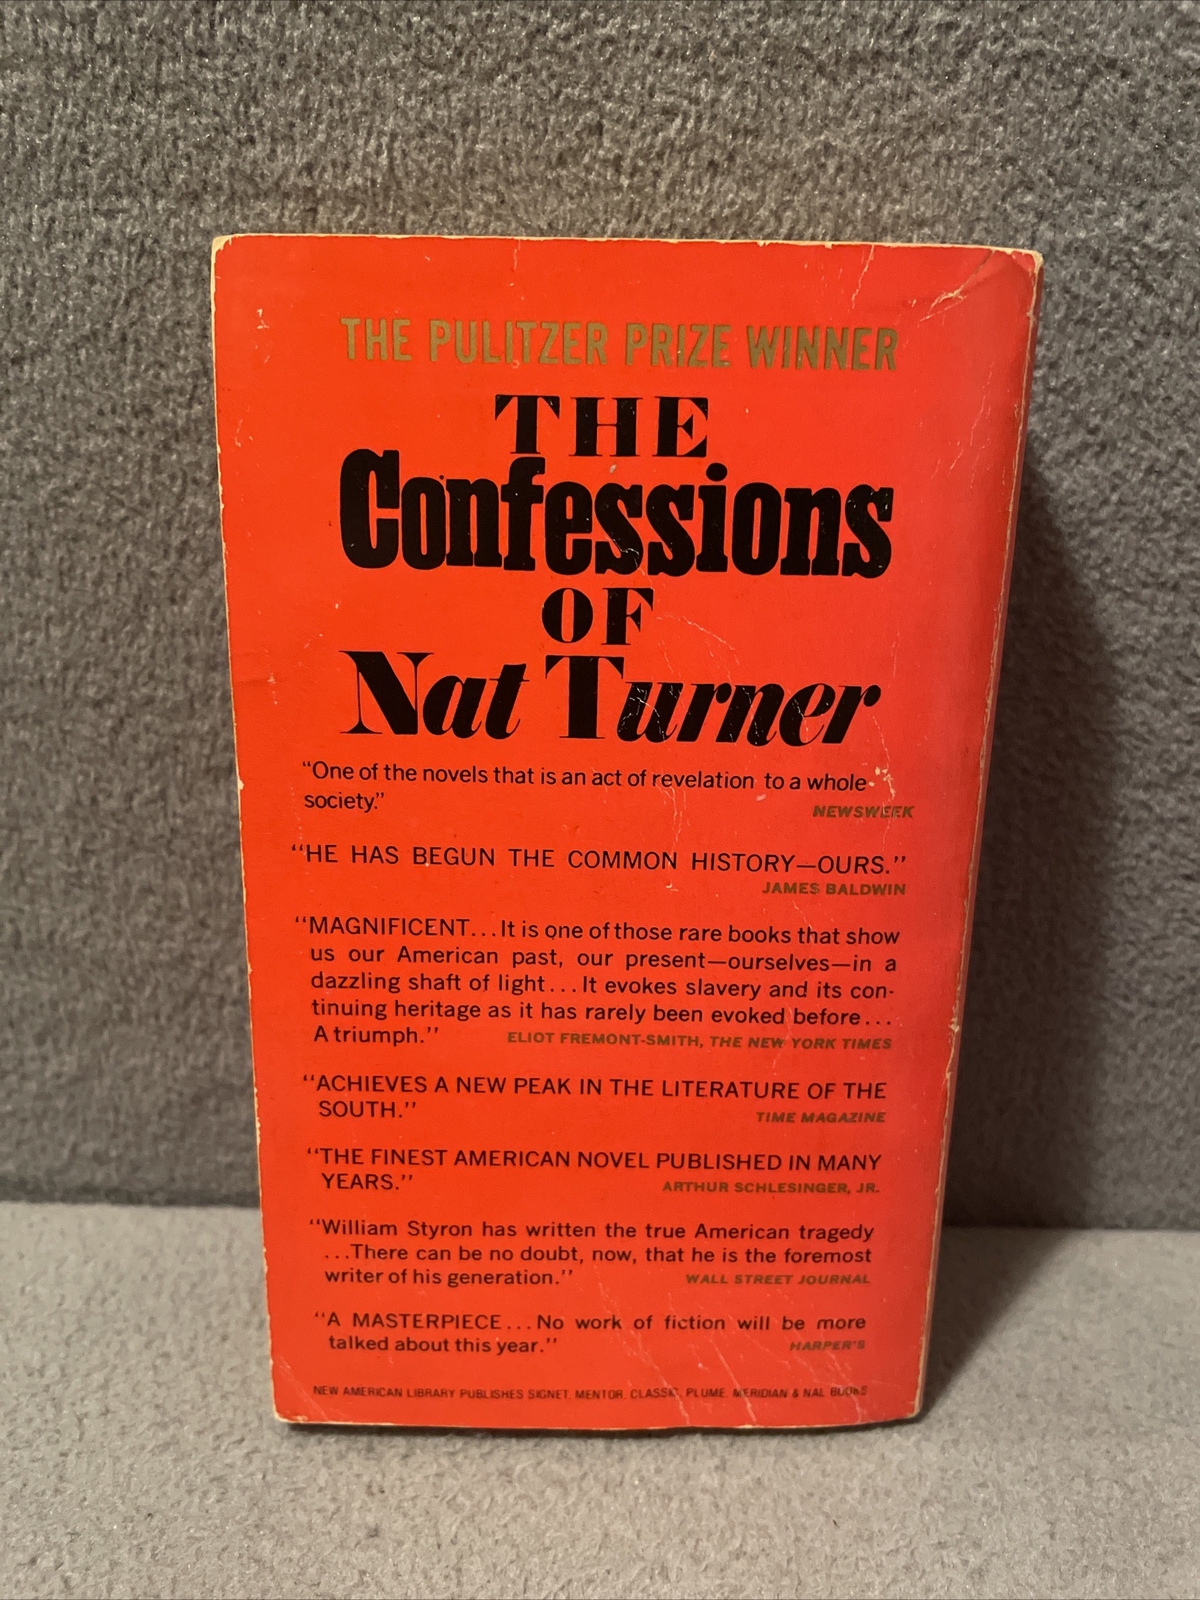 THE PULITZER PRIZE WINNER
THE
Confessions
OF
Nat Turner
“One of the novels that is an act of revelation to a whole
society.”
NEWSWEEK
“HE HAS BEGUN THE COMMON HISTORY—OURS.”
JAMES BALDWIN
“MAGNIFICENT...It is one of those rare books that show
us our American past, our present—ourselves—in a
dazzling shaft of light...It evokes slavery and its con-
tinuing heritage as it has rarely been evoked before...
A triumph.” ELIOT FREMONT-SMITH, THE NEW YORK TIMES
“ACHIEVES A NEW PEAK IN THE LITERATURE OF THE
SOUTH.” TIME MAGAZINE
“THE FINEST AMERICAN NOVEL PUBLISHED IN MANY
YEARS.” ARTHUR SCHLESINGER, JR.
“William Styron has written the true American tragedy
...There can be no doubt, now, that he is the foremost
writer of his generation.” WALL STREET JOURNAL
“A MASTERPIECE...No work of fiction will be more
talked about this year.” HARPER'S
NEW AMERICAN LIBRARY PUBLISHES SIGNET, MENTOR, CLASSIC, PLUME, MERIDIAN & NAL BOOKS